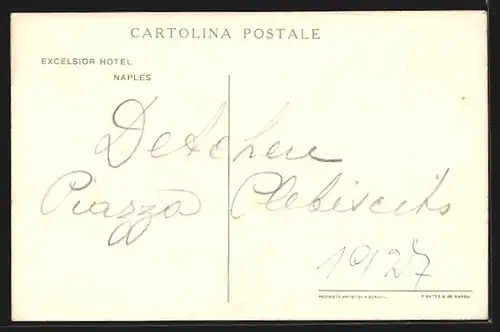 CARTOLINA POSTALE
EXCELSIOR HOTEL
NAPLES
Piazza Plebiscito
1927